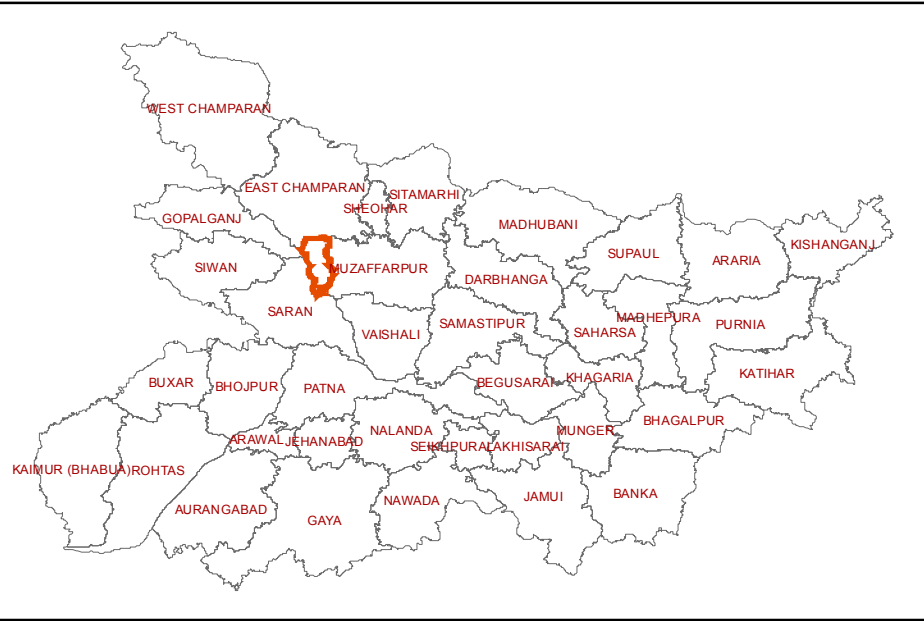 WEST CHAMPARAN
EAST CHAMPARAN
SITAMARHI
SHEOHAR
GOPALGANJ
MADHUBANI
KISHANGANJ
SUPAUL
ARARIA
SIWAN
MUZAFFARPUR
DARBHANGA
SARAN
MADHEPURA
SAMASTIPUR
PURNIA
VAISHALI
SAHARSA
KATIHAR
KHAGARIA
BUXAR
BHOJPUR
PATNA
BEGUSARAI
BHAGALPUR
NALANDA
MUNGER
ARAWAL
JEHANABAD
SEIKHPURA
LAKHISARAI
KAIMUR (BHABUA)
ROHTAS
BANKA
JAMUI
NAWADA
AURANGABAD
GAYA